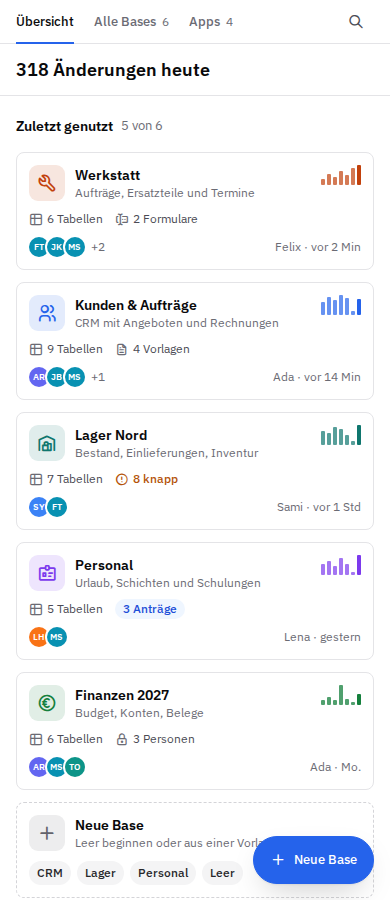 Übersicht Alle Bases 6 Apps 4
318 Änderungen heute
Zuletzt genutzt 5 von 6
Werkstatt
Aufträge, Ersatzteile und Termine
6 Tabellen 2 Formulare
FT JK MS +2 Felix · vor 2 Min
Kunden & Aufträge
CRM mit Angeboten und Rechnungen
9 Tabellen 4 Vorlagen
AR JB MS +1 Ada · vor 14 Min
Lager Nord
Bestand, Einlieferungen, Inventur
7 Tabellen 8 knapp
SY FT Sami · vor 1 Std
Personal
Urlaub, Schichten und Schulungen
5 Tabellen 3 Anträge
LH MS Lena · gestern
Finanzen 2027
Budget, Konten, Belege
6 Tabellen 3 Personen
AR MS TO Ada · Mo.
Neue Base
Leer beginnen oder aus einer
CRM Lager Personal Leer
Neue Base